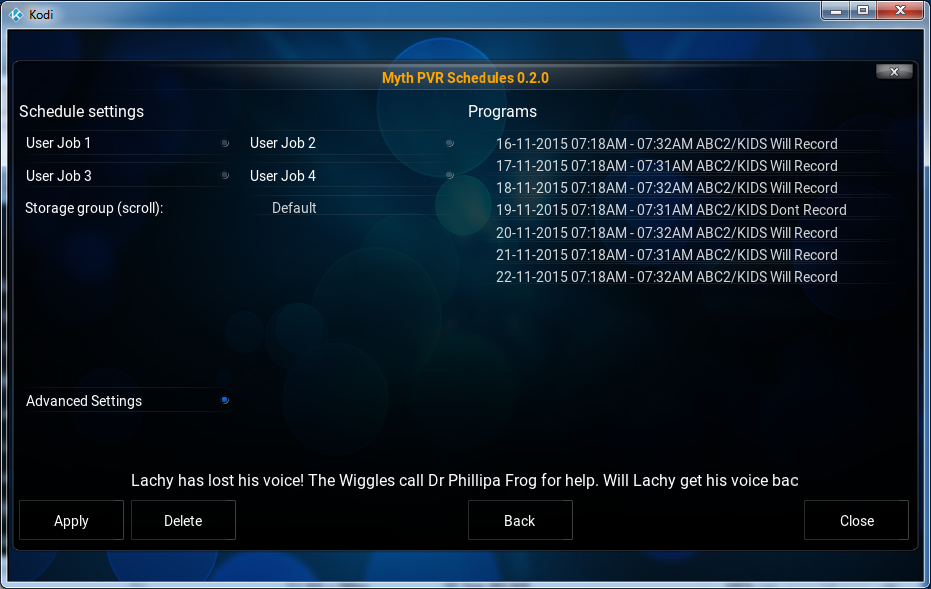 Kodi
Myth PVR Schedules 0.2.0
Schedule settings
User Job 1
User Job 2
User Job 3
User Job 4
Storage group (scroll):
Default
Advanced Settings
Programs
16-11-2015 07:18AM - 07:32AM ABC2/KIDS Will Record
17-11-2015 07:18AM - 07:31AM ABC2/KIDS Will Record
18-11-2015 07:18AM - 07:32AM ABC2/KIDS Will Record
19-11-2015 07:18AM - 07:31AM ABC2/KIDS Dont Record
20-11-2015 07:18AM - 07:32AM ABC2/KIDS Will Record
21-11-2015 07:18AM - 07:31AM ABC2/KIDS Will Record
22-11-2015 07:18AM - 07:32AM ABC2/KIDS Will Record
Lachy has lost his voice! The Wiggles call Dr Phillipa Frog for help. Will Lachy get his voice bac
Apply
Delete
Back
Close